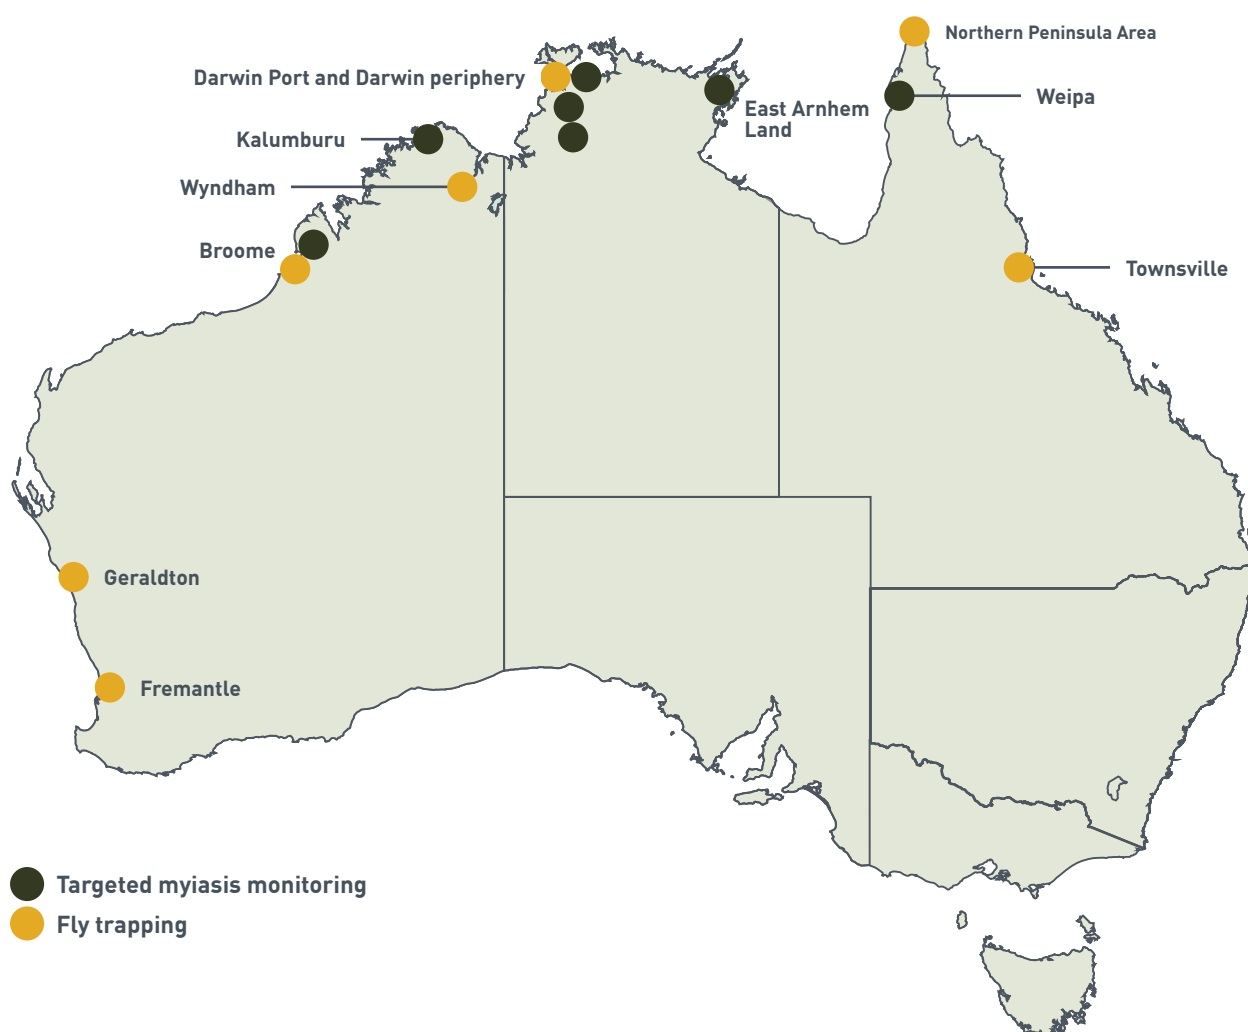 Northern Peninsula Area
Darwin Port and Darwin periphery
Weipa
East Arnhem
Land
Kalumburu
Wyndham
Broome
Townsville
Geraldton
Fremantle
Targeted myiasis monitoring
Fly trapping